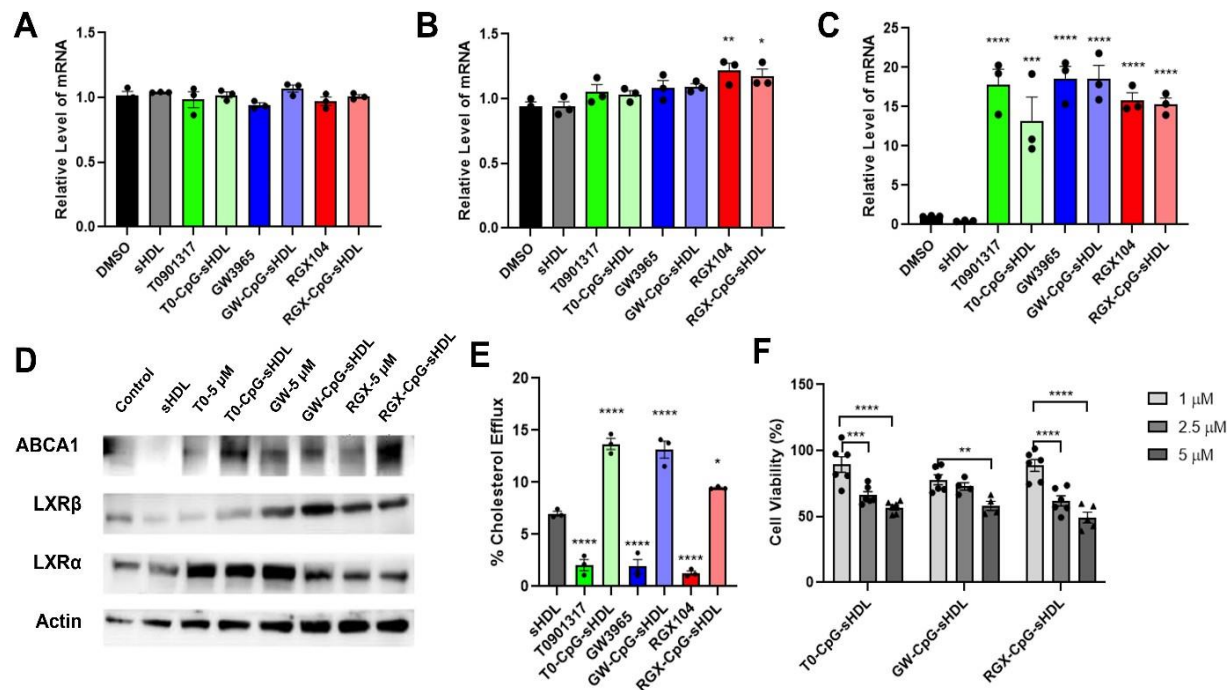 A
Relative Level of mRNA
1.5
1.0
0.5
0.0
DMSO
sHDL
T0901317
T0-CpG-sHDL
GW3965
GW-CpG-sHDL
RGX104
RGX-CpG-sHDL
B
Relative Level of mRNA
1.5
1.0
0.5
0.0
**
*
DMSO
sHDL
T0901317
T0-CpG-sHDL
GW3965
GW-CpG-sHDL
RGX104
RGX-CpG-sHDL
C
Relative Level of mRNA
25
20
15
10
5
0
****
***
****
****
****
****
DMSO
sHDL
T0901317
T0-CpG-sHDL
GW3965
GW-CpG-sHDL
RGX104
RGX-CpG-sHDL
D
Control
sHDL
T0-5 µM
T0-CpG-sHDL
GW-5 µM
GW-CpG-sHDL
RGX-5 µM
RGX-CpG-sHDL
ABCA1
LXRβ
LXRα
Actin
E
% Cholesterol Efflux
20
15
10
5
0
****
****
****
****
****
*
sHDL
T0901317
T0-CpG-sHDL
GW3965
GW-CpG-sHDL
RGX104
RGX-CpG-sHDL
F
Cell Viability (%)
150
100
50
0
****
***
**
****
****
T0-CpG-sHDL
GW-CpG-sHDL
RGX-CpG-sHDL
1 µM
2.5 µM
5 µM